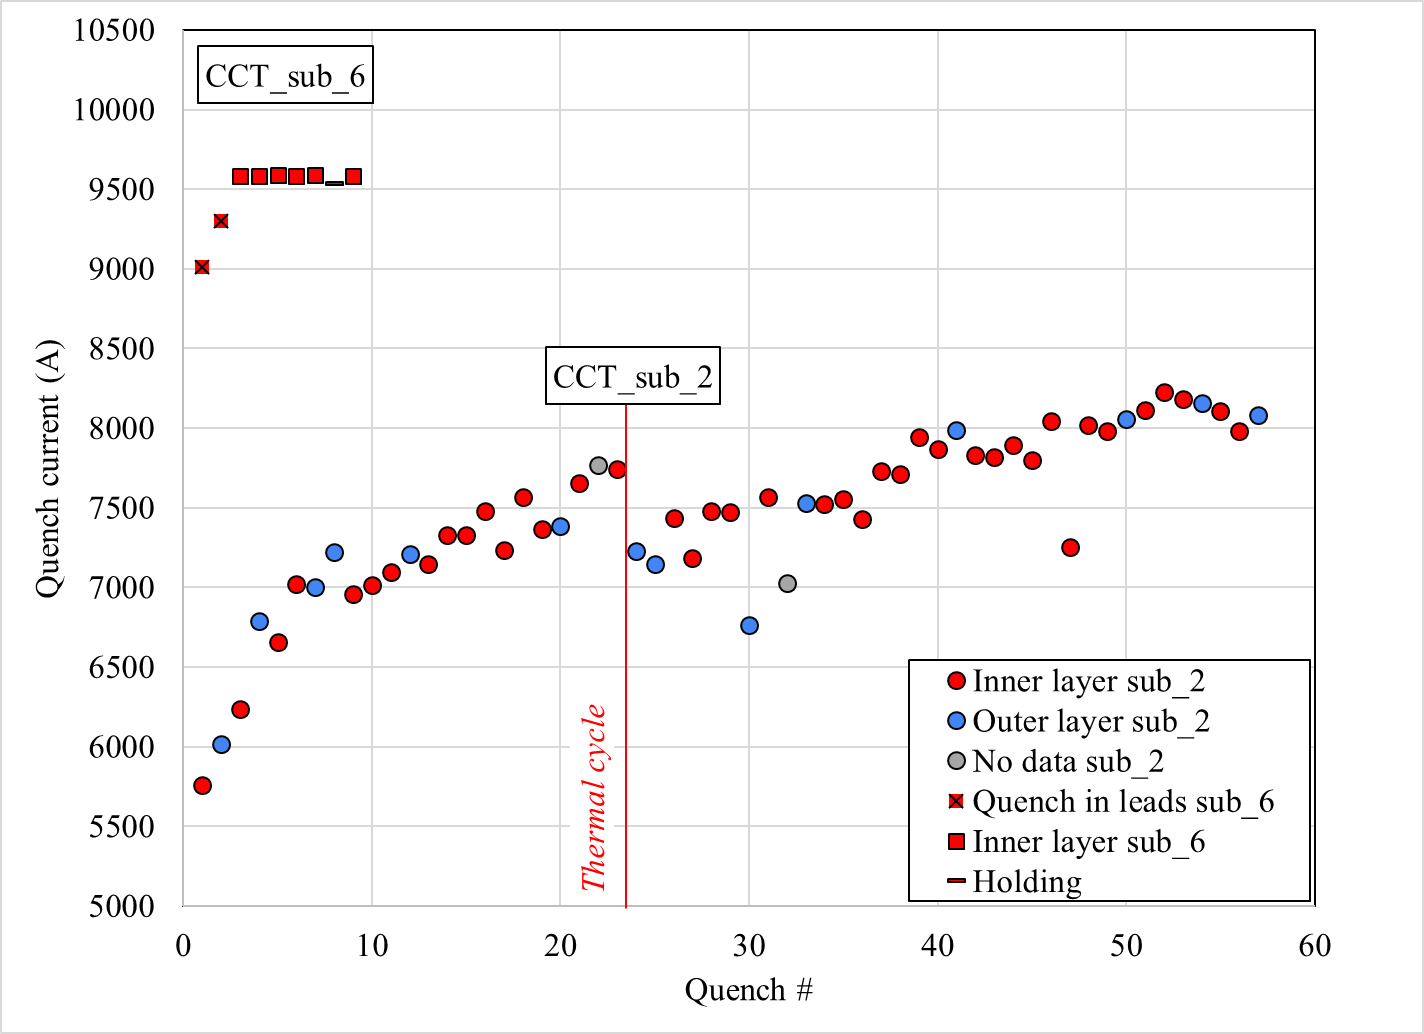 10500
10000
9500
9000
8500
8000
7500
7000
6500
6000
5500
5000
Quench current (A)
CCT_sub_6
CCT_sub_2
Thermal cycle
Inner layer sub_2
Outer layer sub_2
No data sub_2
Quench in leads sub_6
Inner layer sub_6
Holding
0 10 20 30 40 50 60
Quench #